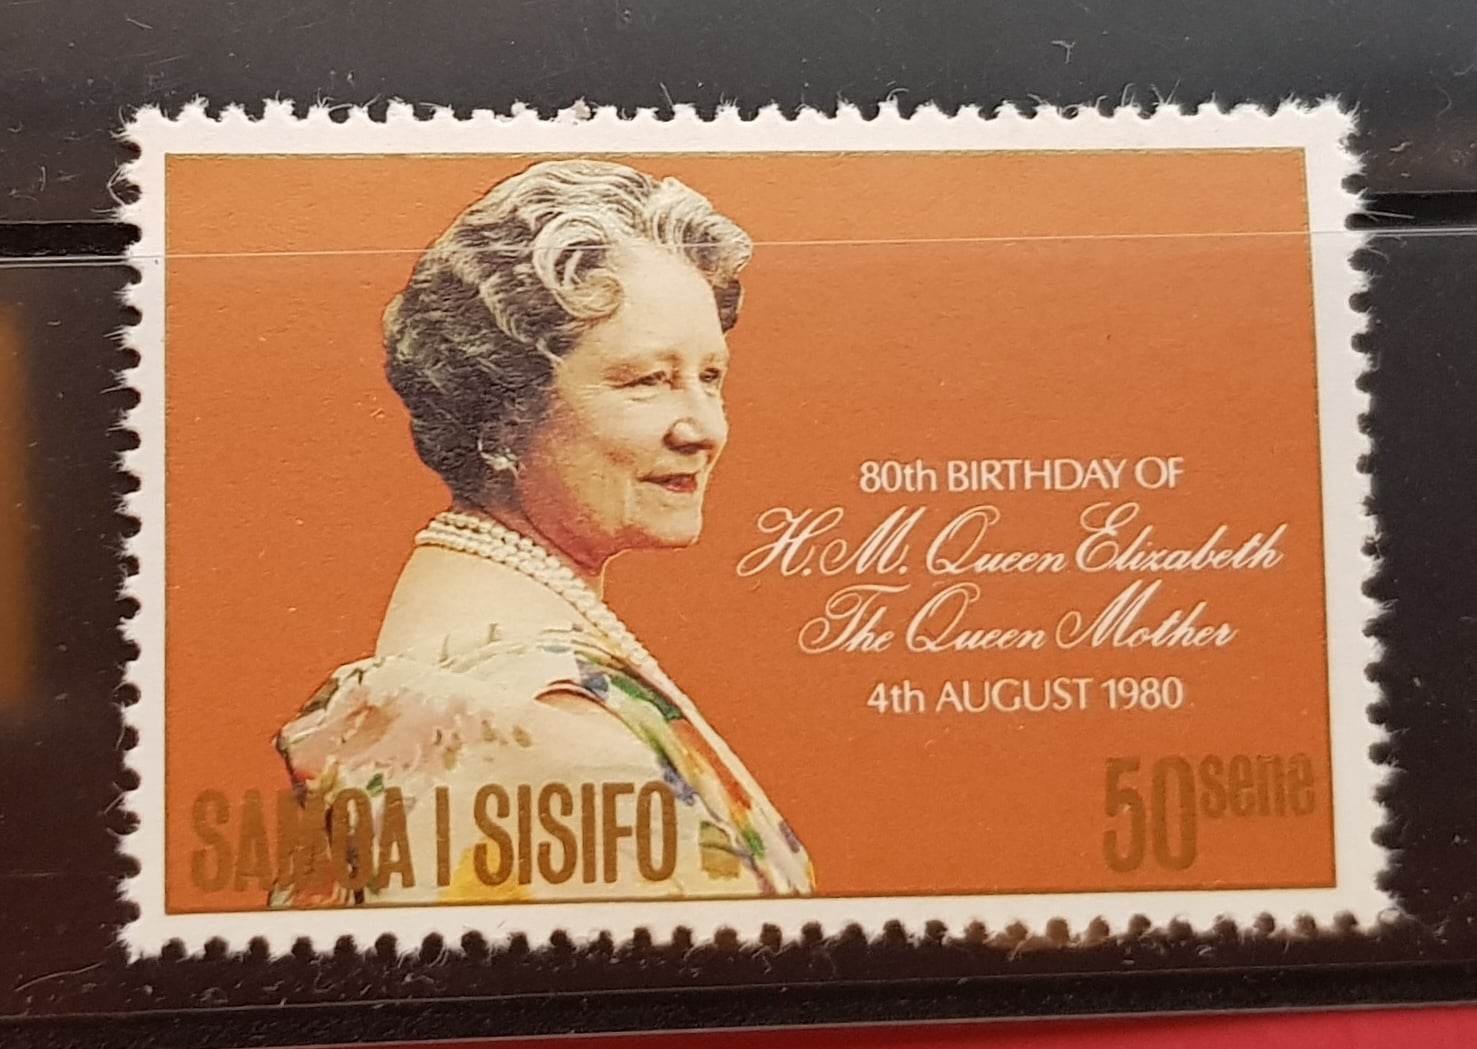 80th BIRTHDAY OF
H.M. Queen Elizabeth
The Queen Mother
4th AUGUST 1980
SAMOA I SISIFO
50sene